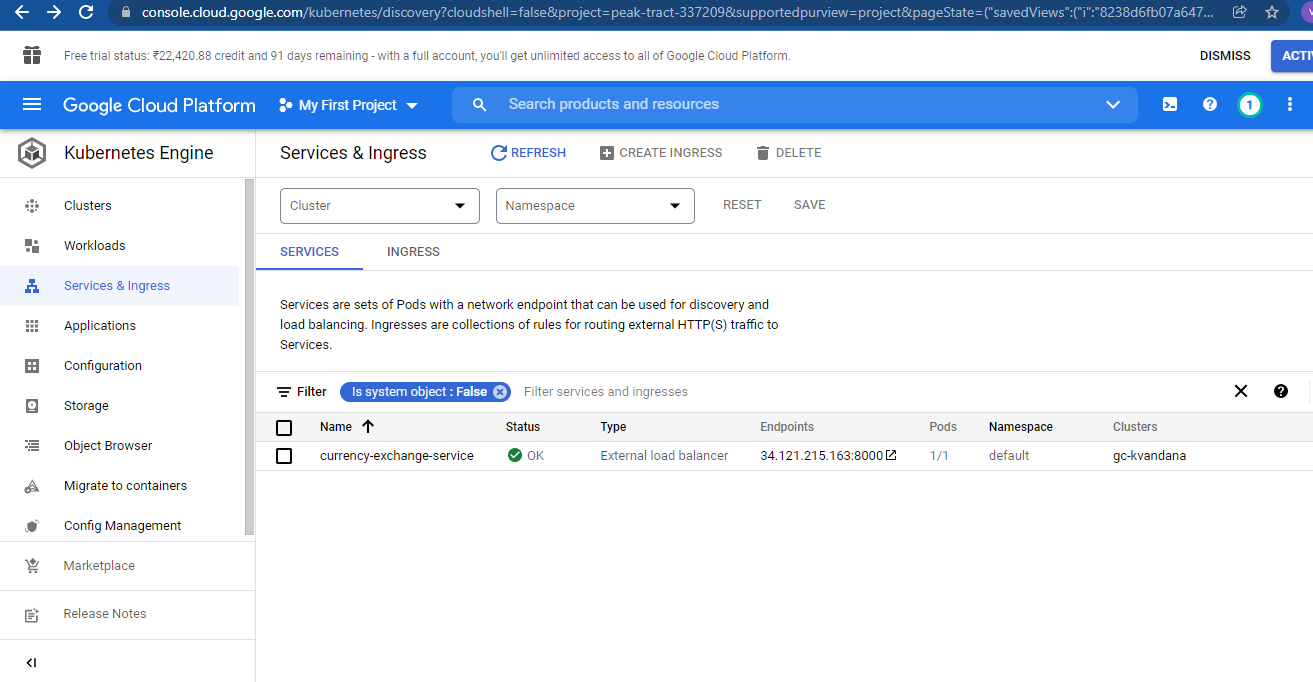 console.cloud.google.com/kubernetes/discovery?cloudshell=false&project=peak-tract-337209&supportedpurview=project&pageState=("savedViews":("i":"8238d6fb07a647...
Free trial status: ₹22,420.88 credit and 91 days remaining - with a full account, you'll get unlimited access to all of Google Cloud Platform.
DISMISS
ACTI
Google Cloud Platform
My First Project
Search products and resources
1
Kubernetes Engine
Services & Ingress
REFRESH
CREATE INGRESS
DELETE
Clusters
Workloads
Services & Ingress
Applications
Configuration
Storage
Object Browser
Migrate to containers
Config Management
Marketplace
Release Notes
Cluster
Namespace
RESET
SAVE
SERVICES
INGRESS
Services are sets of Pods with a network endpoint that can be used for discovery and
load balancing. Ingresses are collections of rules for routing external HTTP(S) traffic to
Services.
Filter
Is system object : False
Filter services and ingresses
Name Status Type Endpoints Pods Namespace Clusters
currency-exchange-service OK External load balancer 34.121.215.163:8000 1/1 default gc-kvandana